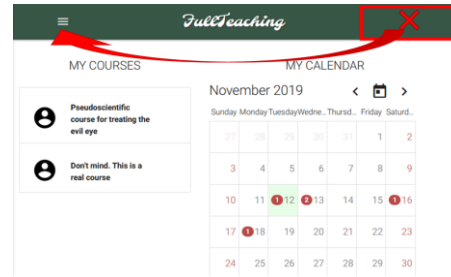 FullTeaching
MY COURSES
Pseudoscientific
course for treating the
evil eye
Don't mind. This is a
real course
MY CALENDAR
November 2019
Sunday Monday Tuesday Wedne... Thursd... Friday Saturd...
27 28 29 30 31 1 2
3 4 5 6 7 8 9
10 11 1 12 2 13 14 15 1 16
17 1 18 19 20 21 22 23
24 25 26 27 28 29 30